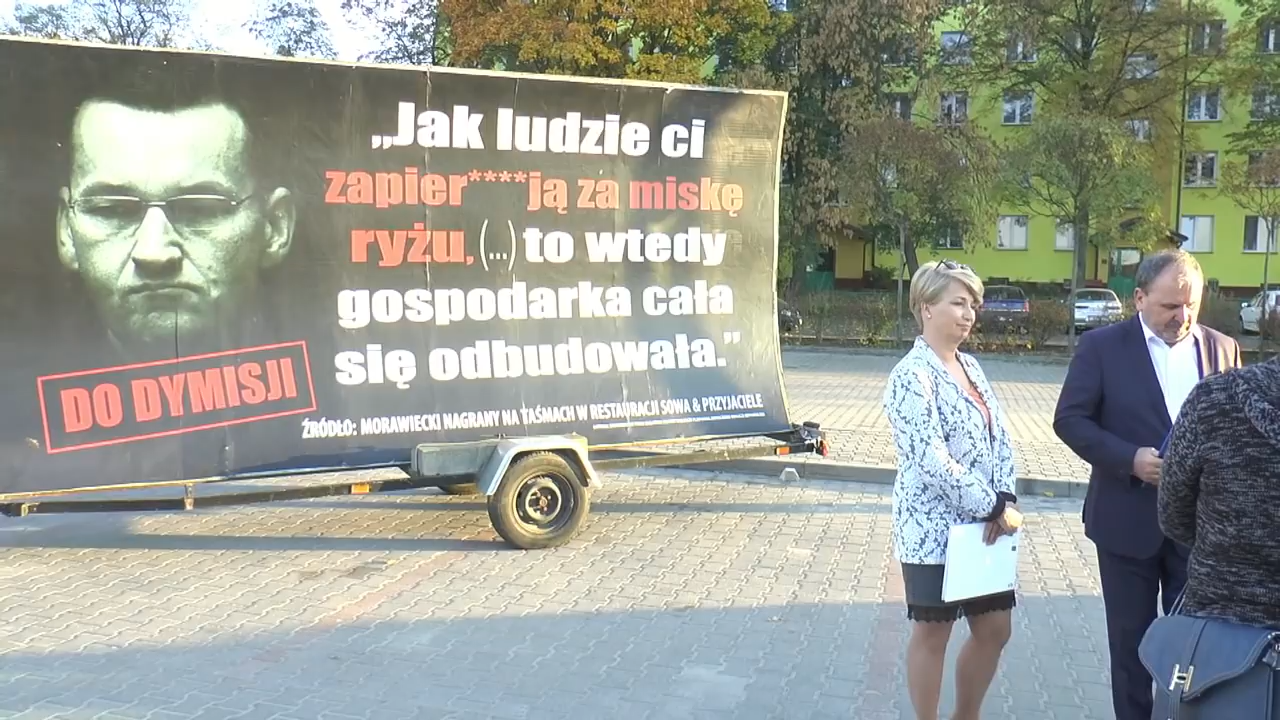 „Jak ludzie ci
zapier****ją za miskę
ryżu, (...) to wtedy
gospodarka cała
się odbudowała.”
DO DYMISJI
ŹRÓDŁO: MORAWIECKI NAGRANY NA TAŚMACH W RESTAURACJI SOWA & PRZYJACIELE